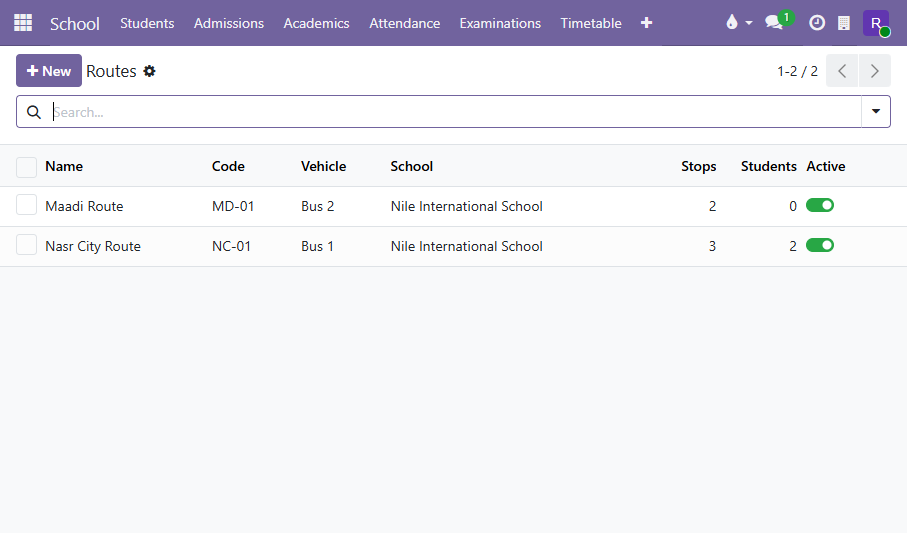 School Students Admissions Academics Attendance Examinations Timetable 1 R
New Routes 1-2 / 2
Search...
Name Code Vehicle School Stops Students Active
Maadi Route MD-01 Bus 2 Nile International School 2 0
Nasr City Route NC-01 Bus 1 Nile International School 3 2